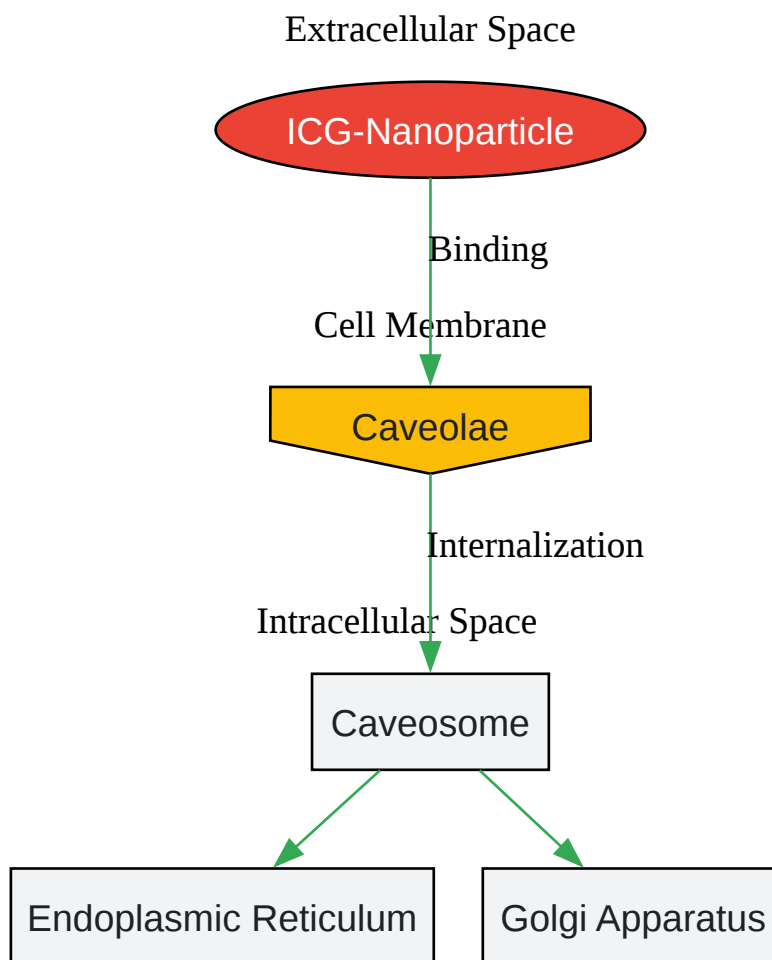 Extracellular Space
ICG-Nanoparticle
Binding
Cell Membrane
Caveolae
Internalization
Intracellular Space
Caveosome
Endoplasmic Reticulum
Golgi Apparatus